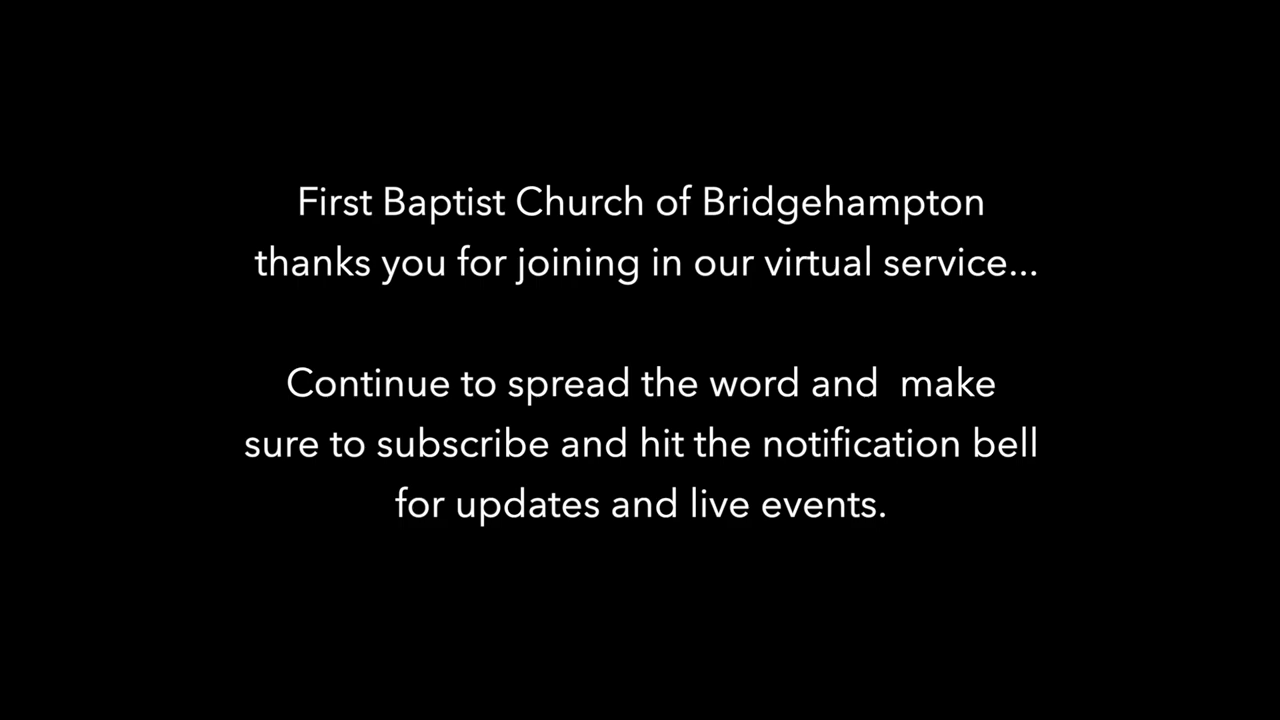 First Baptist Church of Bridgehampton
thanks you for joining in our virtual service...
Continue to spread the word and  make
sure to subscribe and hit the notification bell
for updates and live events.